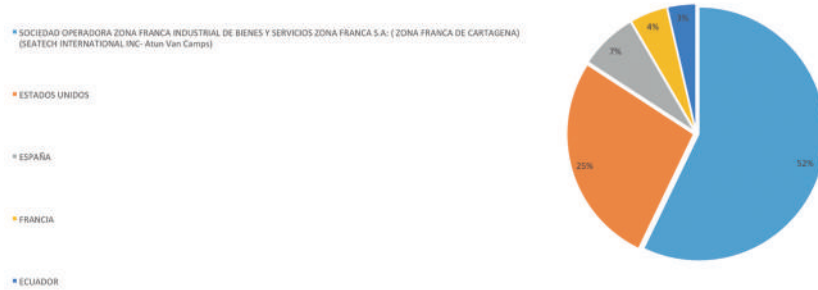 SOCIEDAD OPERADORA ZONA FRANCA INDUSTRIAL DE BIENES Y SERVICIOS ZONA FRANCA S.A: ( ZONA FRANCA DE CARTAGENA)
(SEATECH INTERNATIONAL INC- Atun Van Camps)
ESTADOS UNIDOS
ESPAÑA
FRANCIA
ECUADOR
3%
4%
7%
25%
52%